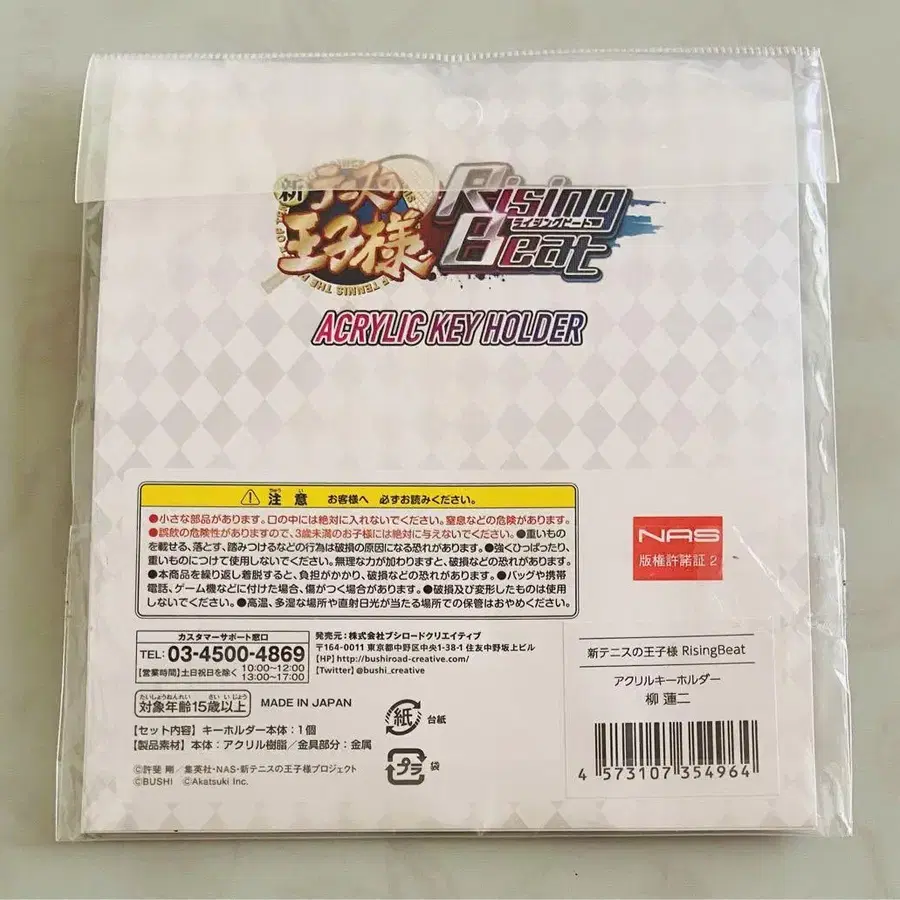 新テニスの
王子様
Rising
ライジングビート
Beat
ACRYLIC KEY HOLDER
注意 お客様へ 必ずお読みください。
●小さな部品があります。口の中には絶対に入れないでください。窒息などの危険があります。
●誤飲の危険性がありますので、3歳未満のお子様には絶対に与えないでください。●重いもの
を載せる、落とす、踏みつけるなどの行為は破損の原因になる恐れがあります。●強くひっぱったり、
重いものにつけて使用しないでください。無理な力が加わりますと、破損などの恐れがあります。
●本商品を繰り返し着脱すると、負担がかかり、破損などの恐れがあります。●バッグや携帯
電話、ゲーム機などに付けた場合、傷がつく場合があります。●破損及び変形したものは使用
しないでください。●高温、多湿な場所や直射日光が当たる場所での保管はおやめください。
NAS
版権許諾証 2
カスタマーサポート窓口
TEL: 03-4500-4869
【営業時間】土日祝日を除く 10:00~12:00
13:00~17:00
発売元:株式会社ブシロードクリエイティブ
〒164-0011 東京都中野区中央1-38-1 住友中野坂上ビル
【HP】http://bushiroad-creative.com/
【Twitter】@bushi_creative
たいしょうねんれい さい いじょう
対象年齢15歳以上
MADE IN JAPAN
【セット内容】キーホルダー本体:1個
【製品素材】本体:アクリル樹脂/金具部分:金属
©許斐 剛/集英社・NAS・新テニスの王子様プロジェクト
©BUSHI ©Akatsuki Inc.
紙 台紙
プラ 袋
新テニスの王子様 RisingBeat
アクリルキーホルダー
柳 蓮二
4 573107 354964